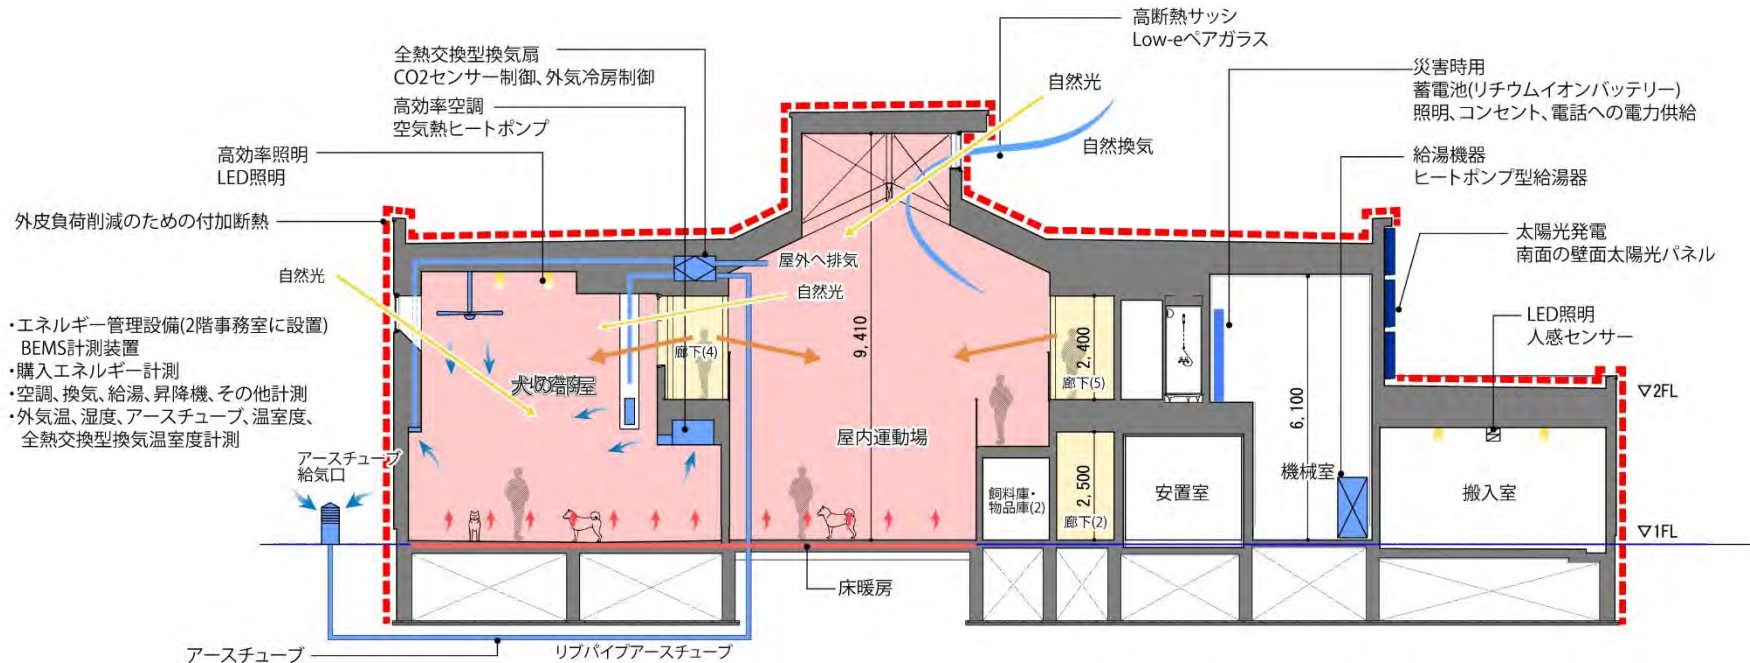 高断熱サッシ
Low-eペアガラス
全熱交換型換気扇
CO2センサー制御、外気冷房制御
高効率空調
空気熱ヒートポンプ
自然光
災害時用
蓄電池(リチウムイオンバッテリー)
照明、コンセント、電話への電力供給
自然換気
高効率照明
LED照明
給湯機器
ヒートポンプ型給湯器
外皮負荷削減のための付加断熱
太陽光発電
南面の壁面太陽光パネル
自然光
屋外へ排気
自然光
LED照明
人感センサー
・エネルギー管理設備(2階事務室に設置)
BEMS計測装置
・購入エネルギー計測
・空調、換気、給湯、昇降機、その他計測
・外気温、湿度、アースチューブ、温室度、
全熱交換型換気温室度計測
9,410
2,400
廊下(4)
廊下(5)
6,100
▽2FL
屋内運動場
アースチューブ
給気口
飼料庫・
物品庫(2)
2,500
廊下(2)
安置室
機械室
搬入室
▽1FL
床暖房
アースチューブ
リブパイプアースチューブ